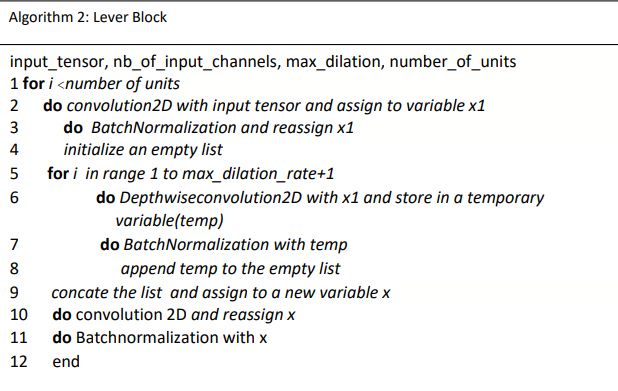 Algorithm 2: Lever Block
input_tensor, nb_of_input_channels, max_dilation, number_of_units
1 for i <number of units
2 do convolution2D with input tensor and assign to variable x1
3 do BatchNormalization and reassign x1
4 initialize an empty list
5 for i in range 1 to max_dilation_rate+1
6 do Depthwiseconvolution2D with x1 and store in a temporary
variable(temp)
7 do BatchNormalization with temp
8 append temp to the empty list
9 concate the list and assign to a new variable x
10 do convolution 2D and reassign x
11 do Batchnormalization with x
12 end